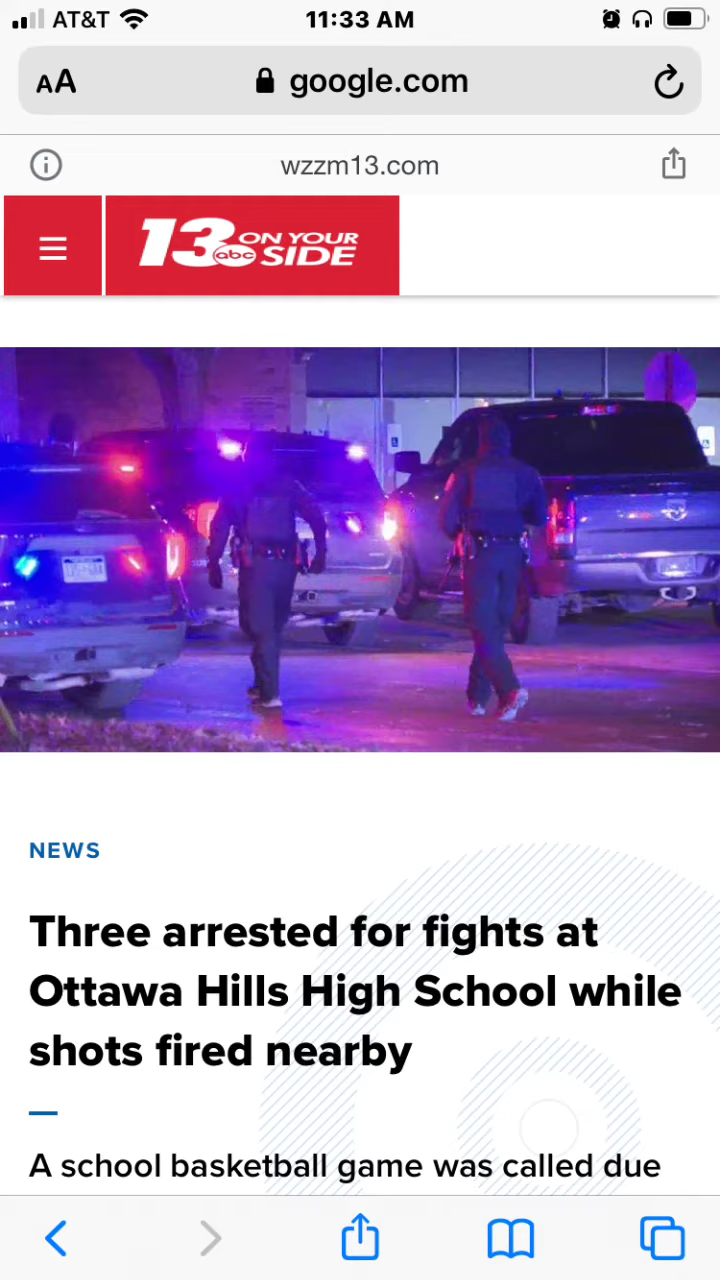 AT&T 11:33 AM
AA google.com
wzzm13.com
13 ON YOUR
abc SIDE
NEWS
Three arrested for fights at
Ottawa Hills High School while
shots fired nearby
A school basketball game was called due